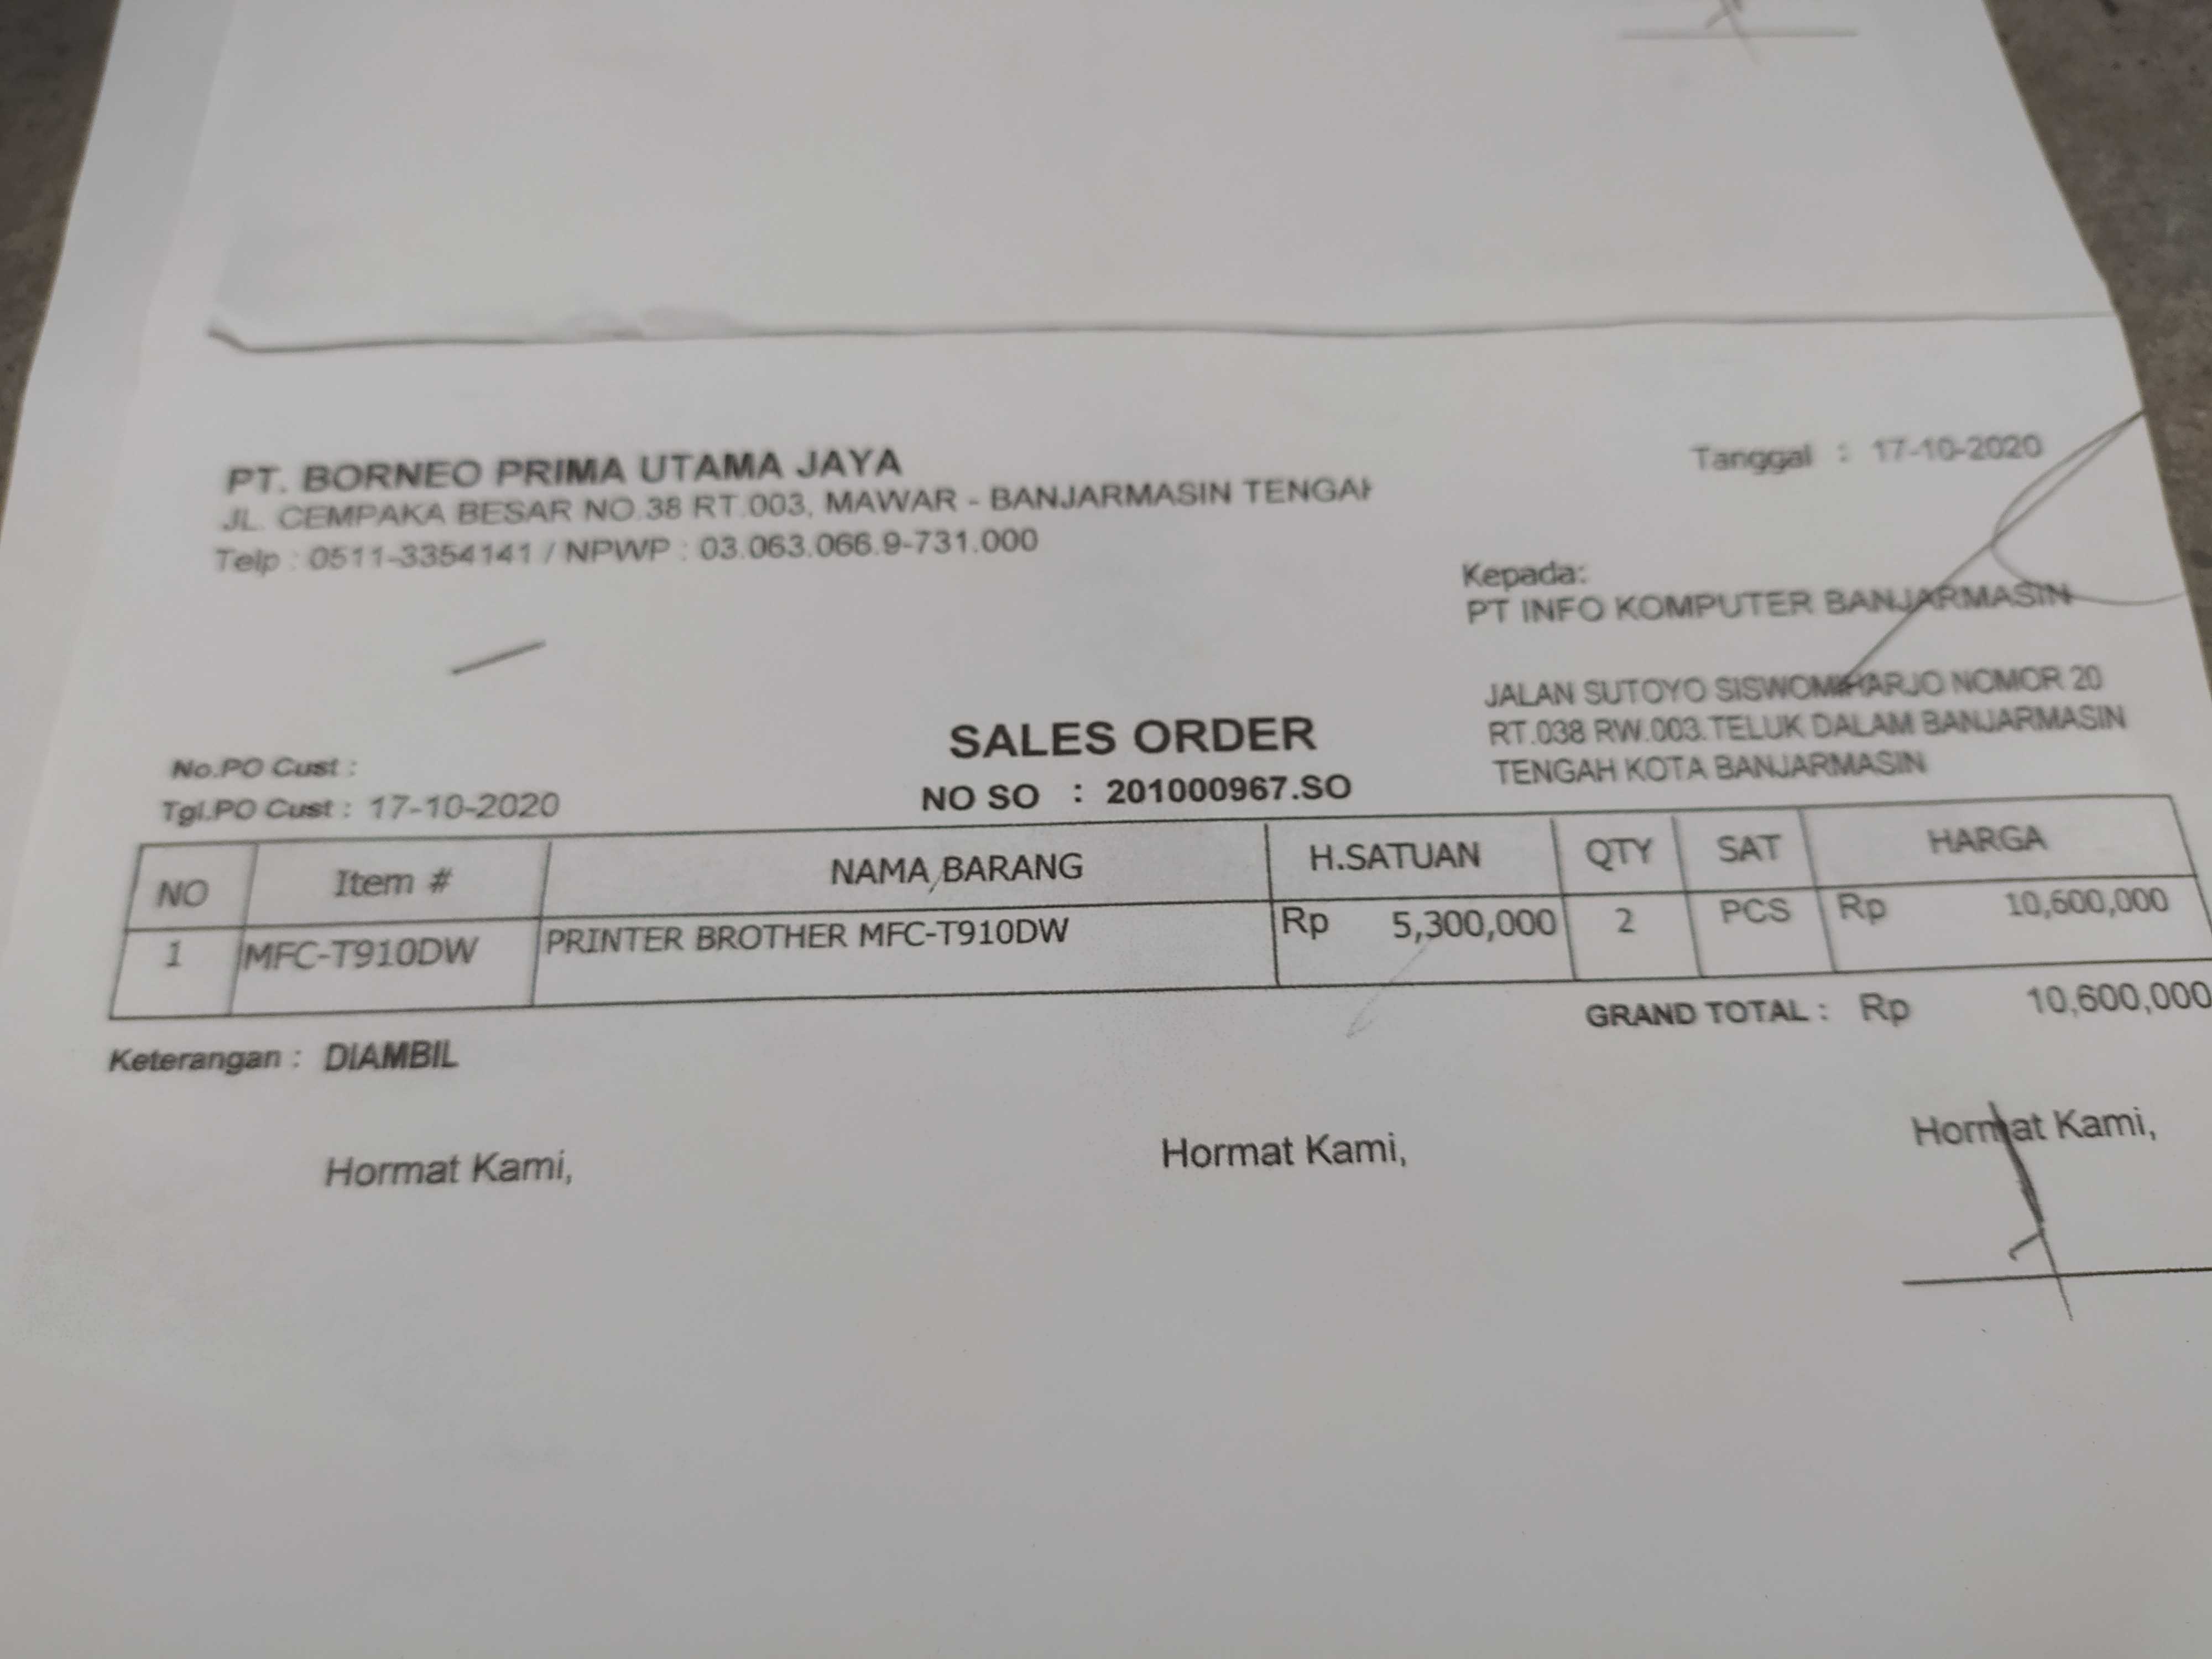 PT. BORNEO PRIMA UTAMA JAYA
JL. CEMPAKA BESAR NO.38 RT.003, MAWAR - BANJARMASIN TENGAH
Telp : 0511-3354141 / NPWP : 03.063.066.9-731.000
Tanggal : 17-10-2020
Kepada:
PT INFO KOMPUTER BANJARMASIN
JALAN SUTOYO SISWOMIHARJO NOMOR 20
RT.038 RW.003.TELUK DALAM BANJARMASIN
TENGAH KOTA BANJARMASIN
SALES ORDER
NO SO : 201000967.SO
No.PO Cust :
Tgl.PO Cust : 17-10-2020
NO Item # NAMA BARANG H.SATUAN QTY SAT HARGA
1 MFC-T910DW PRINTER BROTHER MFC-T910DW Rp 5,300,000 2 PCS Rp 10,600,000
GRAND TOTAL : Rp 10,600,000
Keterangan : DIAMBIL
Hormat Kami, Hormat Kami, Hormat Kami,